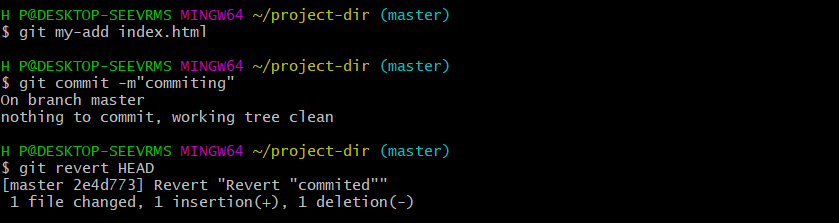 H P@DESKTOP-SEEVRMS MINGW64 ~/project-dir (master)
$ git my-add index.html
H P@DESKTOP-SEEVRMS MINGW64 ~/project-dir (master)
$ git commit -m"commiting"
On branch master
nothing to commit, working tree clean
H P@DESKTOP-SEEVRMS MINGW64 ~/project-dir (master)
$ git revert HEAD
[master 2e4d773] Revert "Revert "commited""
 1 file changed, 1 insertion(+), 1 deletion(-)